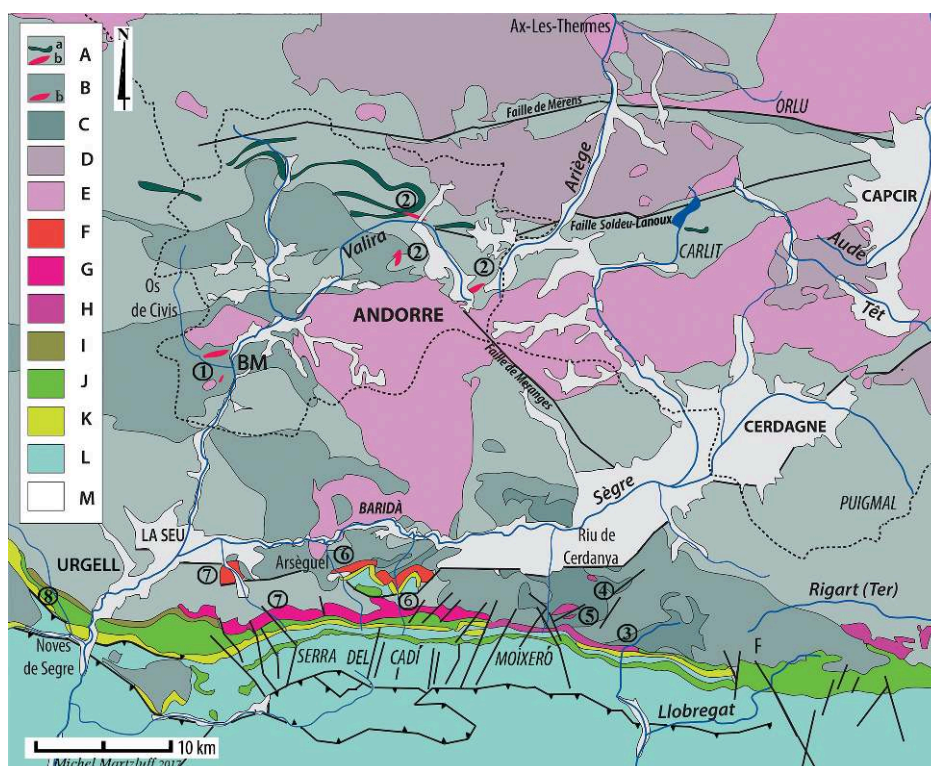 a
b
A
b
B
C
D
E
F
G
H
I
J
K
L
M
N
Ax-Les-Thermes
ORLU
Faille de Mérens
Ariège
CAPCIR
Faille Soldeu-Lanoux
CARLIT
Aude
Têt
②
Valira
②
②
Os
de Civis
ANDORRE
①
BM
Faille de Meranges
CERDAGNE
Sègre
PUIGMAL
BARIDÀ
LA SEU
Riu de
Cerdanya
URGELL
Arsèguel
⑥
⑦
④
⑧
⑦
⑥
⑤
Rigart (Ter)
③
F
Noves
de Segre
SERRA DEL
CADÍ
MOIXERÓ
Llobregat
10 km
Michel Martzluff